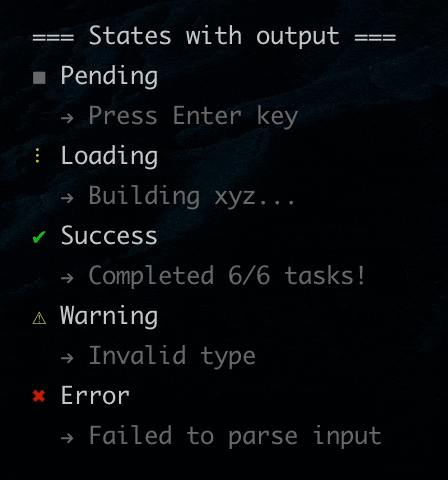 === States with output ===
◼ Pending
→ Press Enter key
⠸ Loading
→ Building xyz...
✔ Success
→ Completed 6/6 tasks!
⚠ Warning
→ Invalid type
✖ Error
→ Failed to parse input